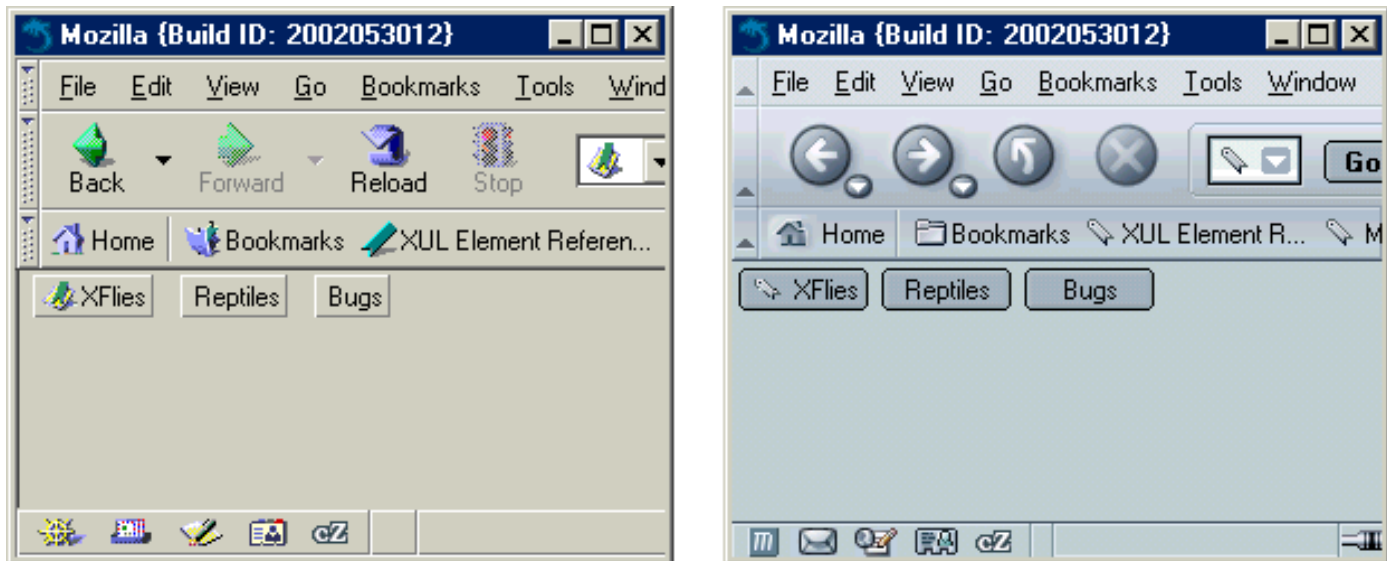 Mozilla {Build ID: 2002053012}
File Edit View Go Bookmarks Tools Wind
Back Forward Reload Stop
Home Bookmarks XUL Element Referen...
XFlies Reptiles Bugs
cZ
Mozilla {Build ID: 2002053012}
File Edit View Go Bookmarks Tools Window
Go
Home Bookmarks XUL Element R... M
XFlies Reptiles Bugs
m cZ